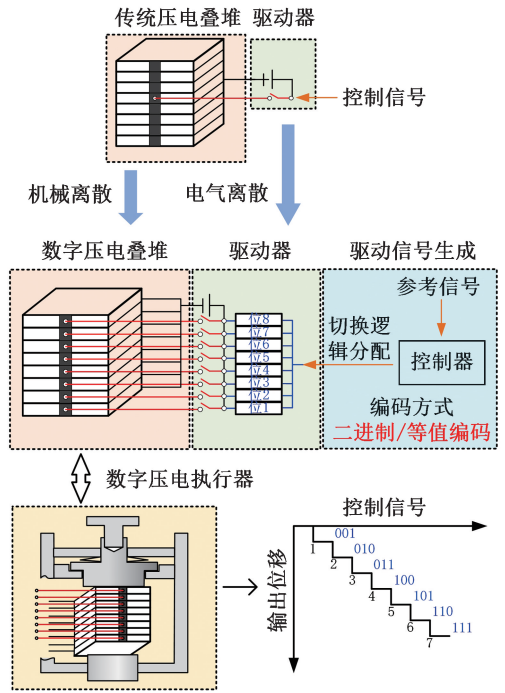 传统压电叠堆
驱动器
控制信号
机械离散
电气离散
数字压电叠堆
驱动器
驱动信号生成
参考信号
位8
位7
位6
位5
位4
位3
位2
位1
切换逻
辑分配
控制器
编码方式
二进制/等值编码
数字压电执行器
控制信号
输出位移
001
1
010
2
011
3
100
4
101
5
110
6
111
7